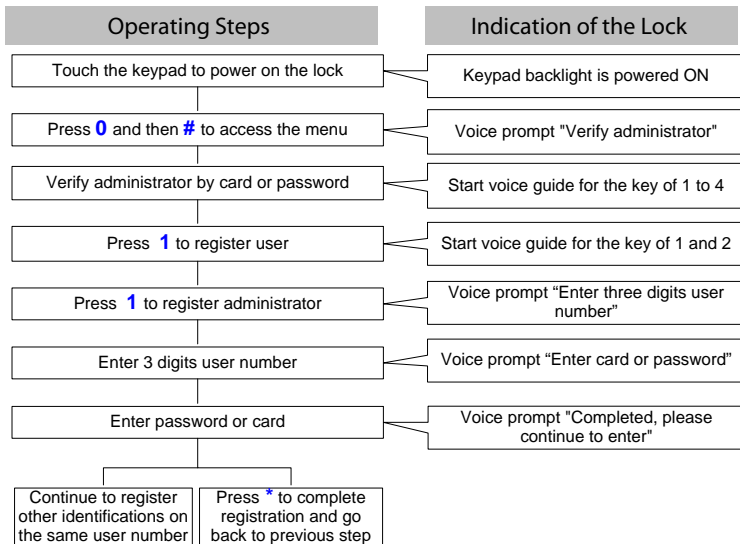 Operating Steps
Indication of the Lock
Touch the keypad to power on the lock
Keypad backlight is powered ON
Press 0 and then # to access the menu
Voice prompt "Verify administrator"
Verify administrator by card or password
Start voice guide for the key of 1 to 4
Press 1 to register user
Start voice guide for the key of 1 and 2
Press 1 to register administrator
Voice prompt “Enter three digits user
number”
Enter 3 digits user number
Voice prompt “Enter card or password”
Enter password or card
Voice prompt "Completed, please
continue to enter"
Continue to register
other identifications on
the same user number
Press * to complete
registration and go
back to previous step